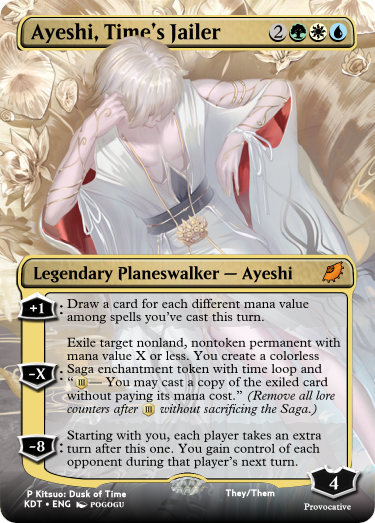 Ayeshi, Time's Jailer 2
Legendary Planeswalker — Ayeshi
+1: Draw a card for each different mana value
among spells you've cast this turn.
Exile target nonland, nontoken permanent with
mana value X or less. You create a colorless
-X: Saga enchantment token with time loop and
“III — You may cast a copy of the exiled card
without paying its mana cost.” (Remove all lore
counters after III without sacrificing the Saga.)
Starting with you, each player takes an extra
-8: turn after this one. You gain control of each
opponent during that player's next turn.
4
P Kitsuo: Dusk of Time
KDT • ENG POGOGU
They/Them
Provocative